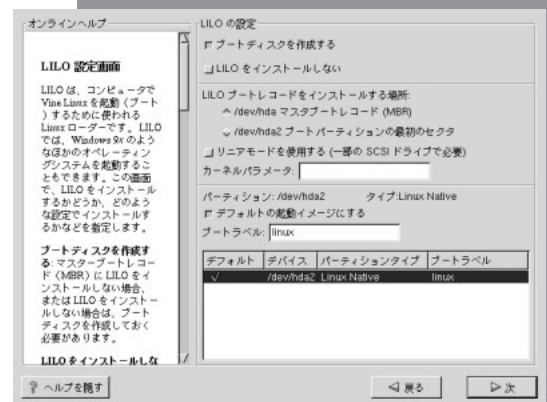 オンラインヘルプ
LILO 設定画面
LILO は、コンピュータで
Vine Linux を起動（ブート
）するために使われる
Linux ローダーです。LILO
では、Windows 9x のよう
なほかのオペレーティン
グシステムを起動するこ
ともできます。この画面
で、LILO をインストール
するかどうか、どのよう
な設定でインストールす
るかなどを指定します。
ブートディスクを作成す
る: マスターブートレコー
ド（MBR）に LILO をイ
ンストールしない場合、
または LILO をインストー
ルしない場合は、ブート
ディスクを作成しておく
必要があります。
LILO をインストールしな
LILO の設定
ブートディスクを作成する
LILO をインストールしない
LILO ブートレコードをインストールする場所:
/dev/hda マスタブートレコード (MBR)
/dev/hda2 ブートパーティションの最初のセクタ
リニアモードを使用する (一部の SCSI ドライブで必要)
カーネルパラメータ:
パーティション: /dev/hda2 タイプ:Linux Native
デフォルトの起動イメージにする
ブートラベル: linux
デフォルト デバイス パーティションタイプ ブートラベル
√ /dev/hda2 Linux Native linux
? ヘルプを隠す
戻る
次